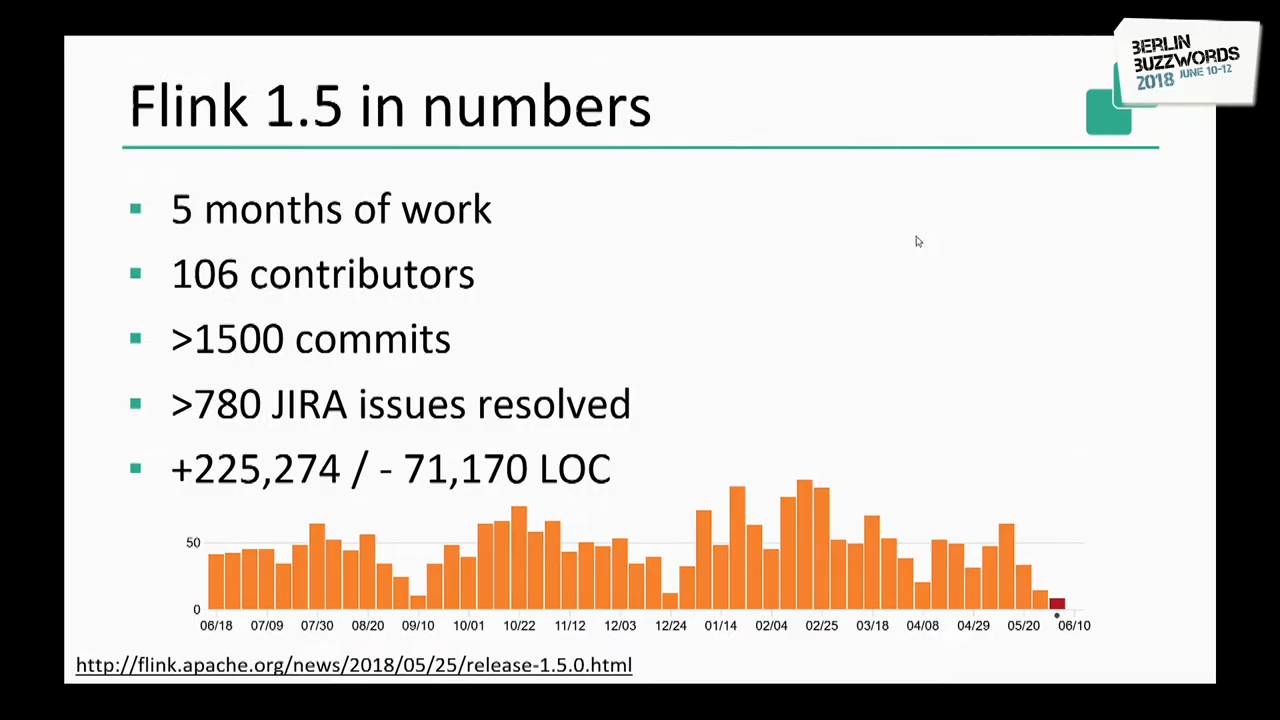 BERLIN
BUZZWORDS
2018 JUNE 10-12
Flink 1.5 in numbers
5 months of work
106 contributors
>1500 commits
>780 JIRA issues resolved
+225,274 / - 71,170 LOC
50
0
06/18 07/09 07/30 08/20 09/10 10/01 10/22 11/12 12/03 12/24 01/14 02/04 02/25 03/18 04/08 04/29 05/20 06/10
http://flink.apache.org/news/2018/05/25/release-1.5.0.html